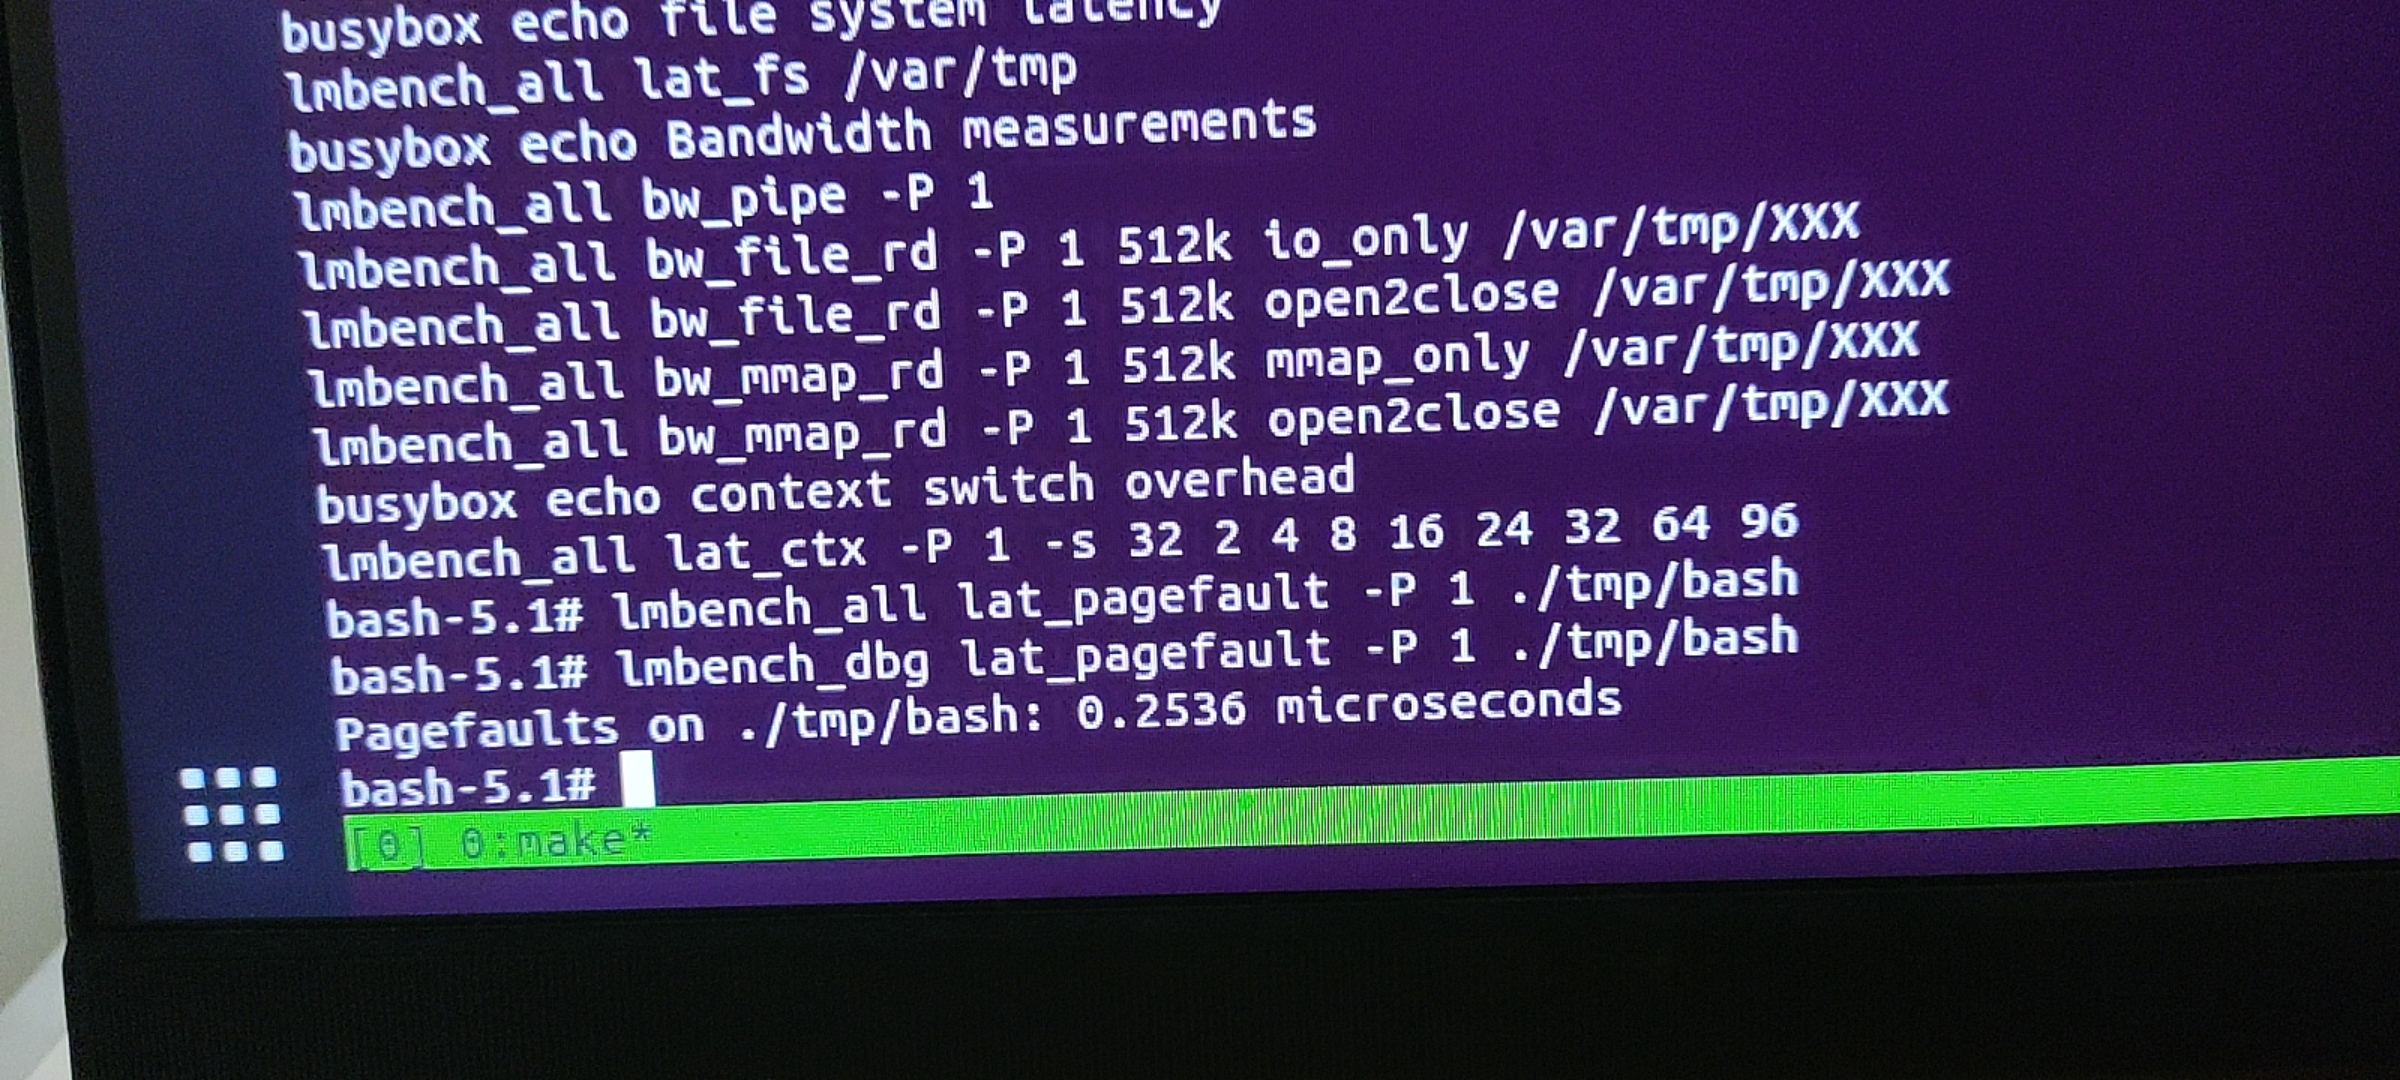 busybox echo file system latency
lmbench_all lat_fs /var/tmp
busybox echo Bandwidth measurements
lmbench_all bw_pipe -P 1
lmbench_all bw_file_rd -P 1 512k io_only /var/tmp/XXX
lmbench_all bw_file_rd -P 1 512k open2close /var/tmp/XXX
lmbench_all bw_mmap_rd -P 1 512k mmap_only /var/tmp/XXX
lmbench_all bw_mmap_rd -P 1 512k open2close /var/tmp/XXX
busybox echo context switch overhead
lmbench_all lat_ctx -P 1 -s 32 2 4 8 16 24 32 64 96
bash-5.1# lmbench_all lat_pagefault -P 1 ./tmp/bash
bash-5.1# lmbench_dbg lat_pagefault -P 1 ./tmp/bash
Pagefaults on ./tmp/bash: 0.2536 microseconds
bash-5.1#
[0] 0:make*